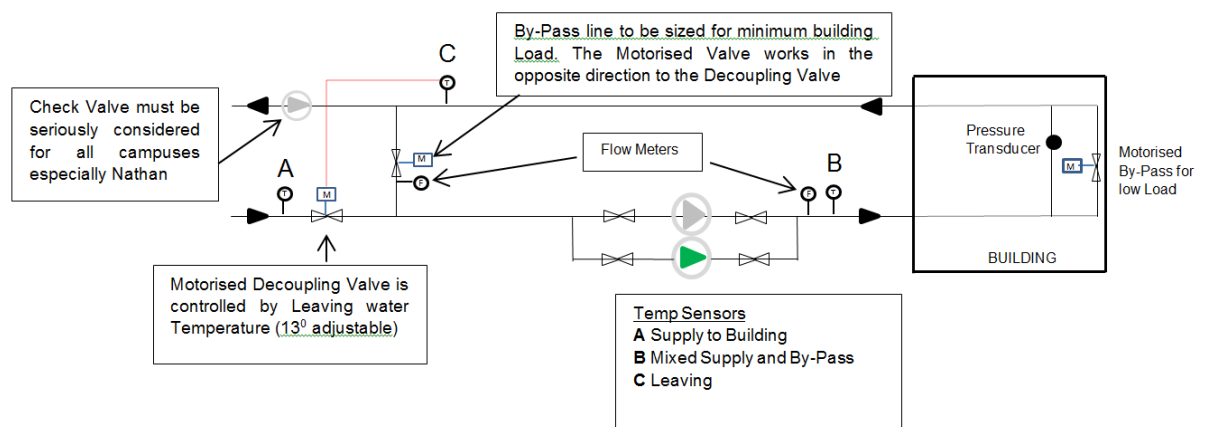 By-Pass line to be sized for minimum building
Load. The Motorised Valve works in the
opposite direction to the Decoupling Valve
C
T
Check Valve must be
seriously considered
for all campuses
especially Nathan
A
T
M
M
F
Flow Meters
B
F
T
Pressure
Transducer
M
Motorised
By-Pass for
low Load
BUILDING
Motorised Decoupling Valve is
controlled by Leaving water
Temperature (13⁰ adjustable)
Temp Sensors
A Supply to Building
B Mixed Supply and By-Pass
C Leaving